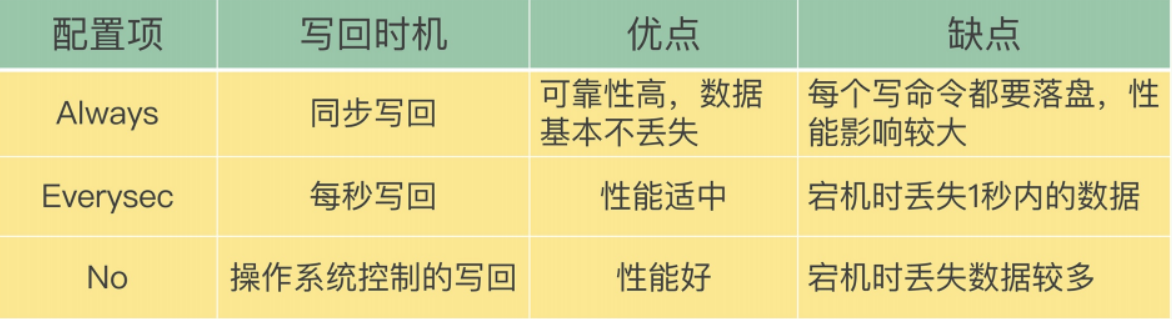 配置项 写回时机 优点 缺点
Always 同步写回 可靠性高，数据基本不丢失 每个写命令都要落盘，性能影响较大
Everysec 每秒写回 性能适中 宕机时丢失1秒内的数据
No 操作系统控制的写回 性能好 宕机时丢失数据较多